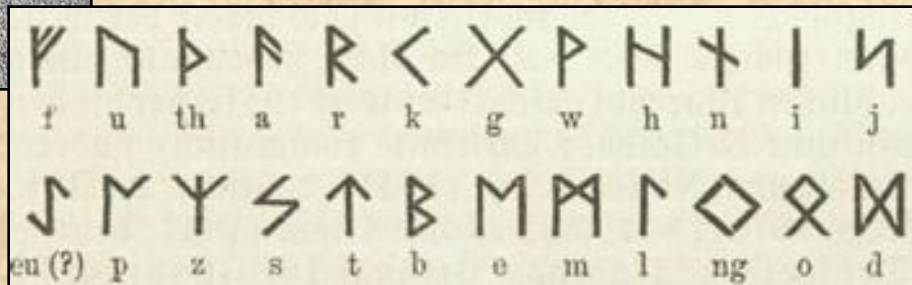 ᚠ ᚢ ᚦ ᚨ ᚱ ᚲ ᚷ ᚹ ᚺ ᚾ ᛁ ᛃ
f u th a r k g w h n i j
ᛇ ᛈ ᛉ ᛊ ᛏ ᛒ ᛖ ᛗ ᛚ ᛜ ᛟ ᛞ
eu (?) p z s t b e m l ng o d